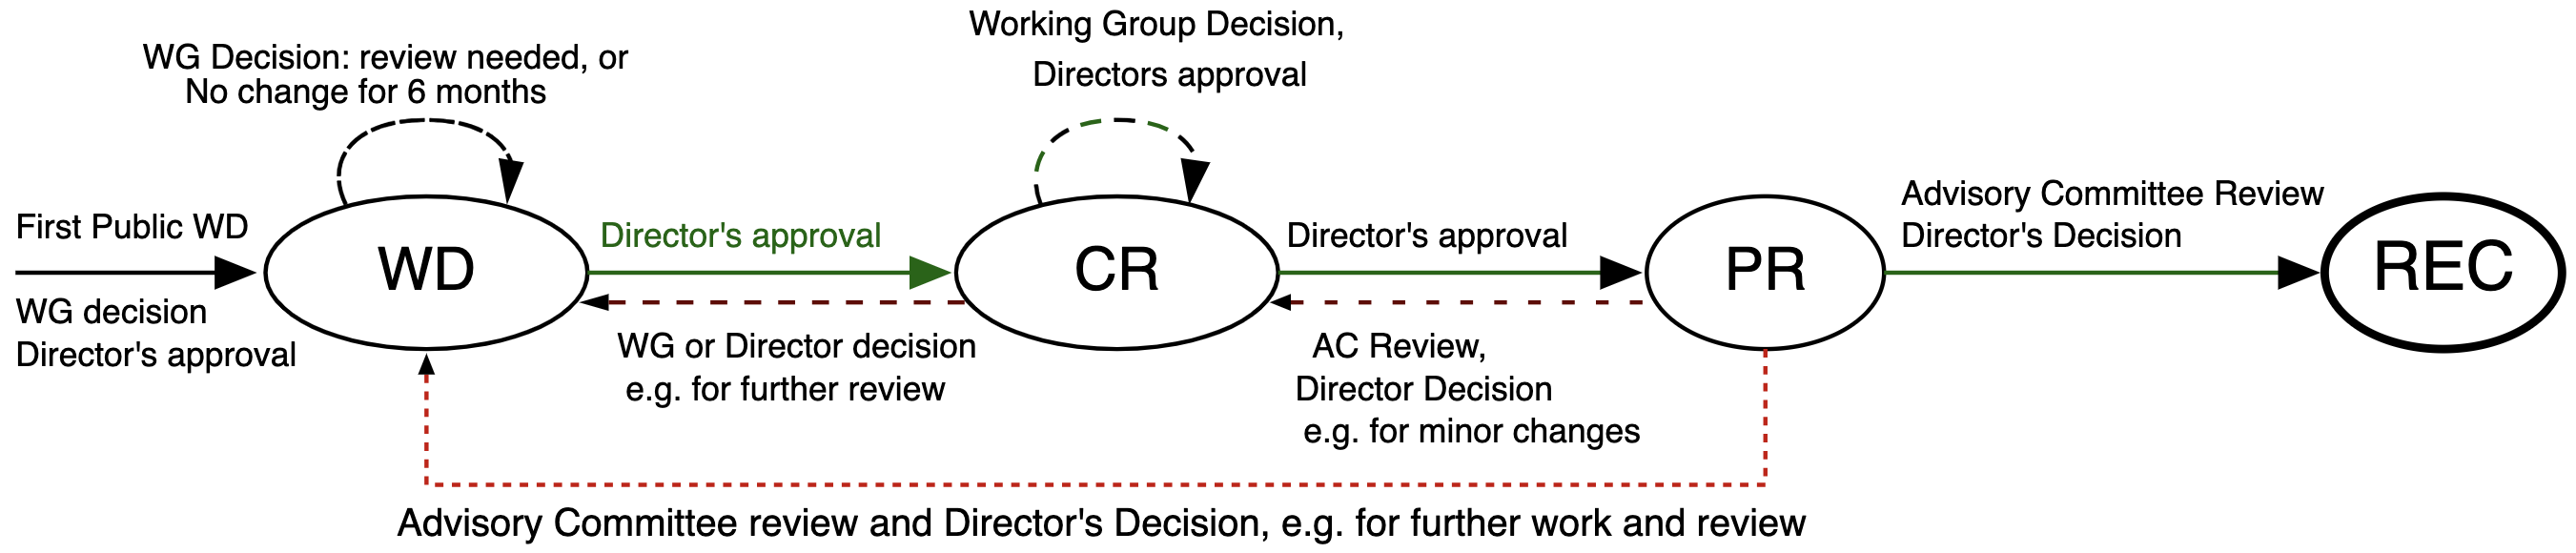 WG Decision: review needed, or
No change for 6 months
Working Group Decision,
Directors approval
First Public WD
WG decision
Director's approval
WD
Director's approval
WG or Director decision
e.g. for further review
CR
Director's approval
AC Review,
Director Decision
e.g. for minor changes
PR
Advisory Committee Review
Director's Decision
REC
Advisory Committee review and Director's Decision, e.g. for further work and review